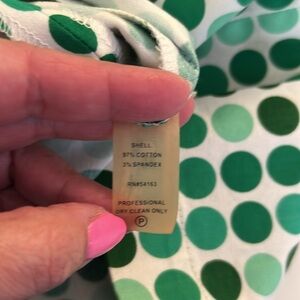 SHELL
97% COTTON
3% SPANDEX
RN#54163
PROFESSIONAL
DRY CLEAN ONLY
P